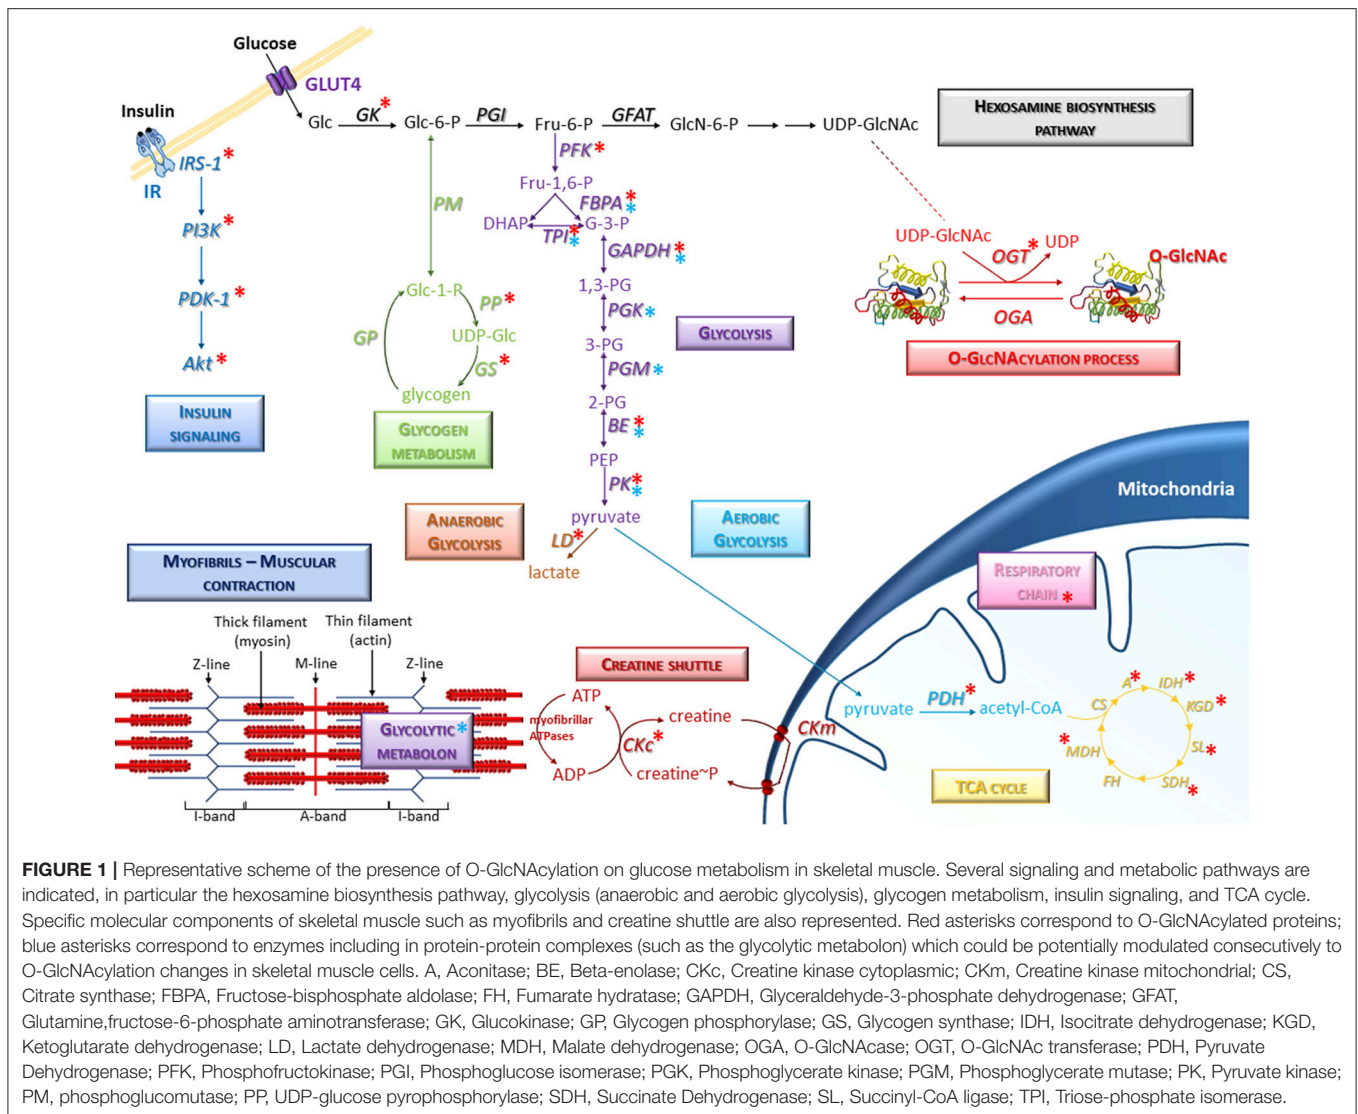 Glucose
GLUT4
Insulin
IR
Glc
GK*
Glc-6-P
PGI
Fru-6-P
GFAT
GlcN-6-P
UDP-GlcNAc
HEXOSAMINE BIOSYNTHESIS
PATHWAY
IRS-1*
PI3K*
PDK-1*
Akt*
INSULIN
SIGNALING
PM
Glc-1-R
PP*
UDP-Glc
GS*
GP
glycogen
GLYCOGEN
METABOLISM
PFK*
Fru-1,6-P
FBPA**
DHAP
G-3-P
TPI**
GAPDH**
1,3-PG
PGK*
3-PG
PGM*
2-PG
BE**
PEP
PK**
pyruvate
GLYCOLYSIS
UDP-GlcNAc
OGT*
UDP
O-GlcNAc
OGA
O-GLCNACYLATION PROCESS
ANAEROBIC
GLYCOLYSIS
LD*
lactate
AEROBIC
GLYCOLYSIS
Mitochondria
RESPIRATORY
CHAIN*
MYOFIBRILS – MUSCULAR
CONTRACTION
Thick filament
(myosin)
Thin filament
(actin)
Z-line
M-line
Z-line
GLYCOLYTIC*
METABOLON
I-band
A-band
I-band
CREATINE SHUTTLE
ATP
myofibrillar
ATPases
ADP
CKc*
creatine
creatine~P
CKm
pyruvate
PDH*
acetyl-CoA
CS
A*
IDH*
KGD*
SL*
SDH*
FH
MDH*
TCA CYCLE
FIGURE 1 | Representative scheme of the presence of O-GlcNAcylation on glucose metabolism in skeletal muscle. Several signaling and metabolic pathways are
indicated, in particular the hexosamine biosynthesis pathway, glycolysis (anaerobic and aerobic glycolysis), glycogen metabolism, insulin signaling, and TCA cycle.
Specific molecular components of skeletal muscle such as myofibrils and creatine shuttle are also represented. Red asterisks correspond to O-GlcNAcylated proteins;
blue asterisks correspond to enzymes including in protein-protein complexes (such as the glycolytic metabolon) which could be potentially modulated consecutively to
O-GlcNAcylation changes in skeletal muscle cells. A, Aconitase; BE, Beta-enolase; CKc, Creatine kinase cytoplasmic; CKm, Creatine kinase mitochondrial; CS,
Citrate synthase; FBPA, Fructose-bisphosphate aldolase; FH, Fumarate hydratase; GAPDH, Glyceraldehyde-3-phosphate dehydrogenase; GFAT,
Glutamine,fructose-6-phosphate aminotransferase; GK, Glucokinase; GP, Glycogen phosphorylase; GS, Glycogen synthase; IDH, Isocitrate dehydrogenase; KGD,
Ketoglutarate dehydrogenase; LD, Lactate dehydrogenase; MDH, Malate dehydrogenase; OGA, O-GlcNAcase; OGT, O-GlcNAc transferase; PDH, Pyruvate
Dehydrogenase; PFK, Phosphofructokinase; PGI, Phosphoglucose isomerase; PGK, Phosphoglycerate kinase; PGM, Phosphoglycerate mutase; PK, Pyruvate kinase;
PM, phosphoglucomutase; PP, UDP-glucose pyrophosphorylase; SDH, Succinate Dehydrogenase; SL, Succinyl-CoA ligase; TPI, Triose-phosphate isomerase.